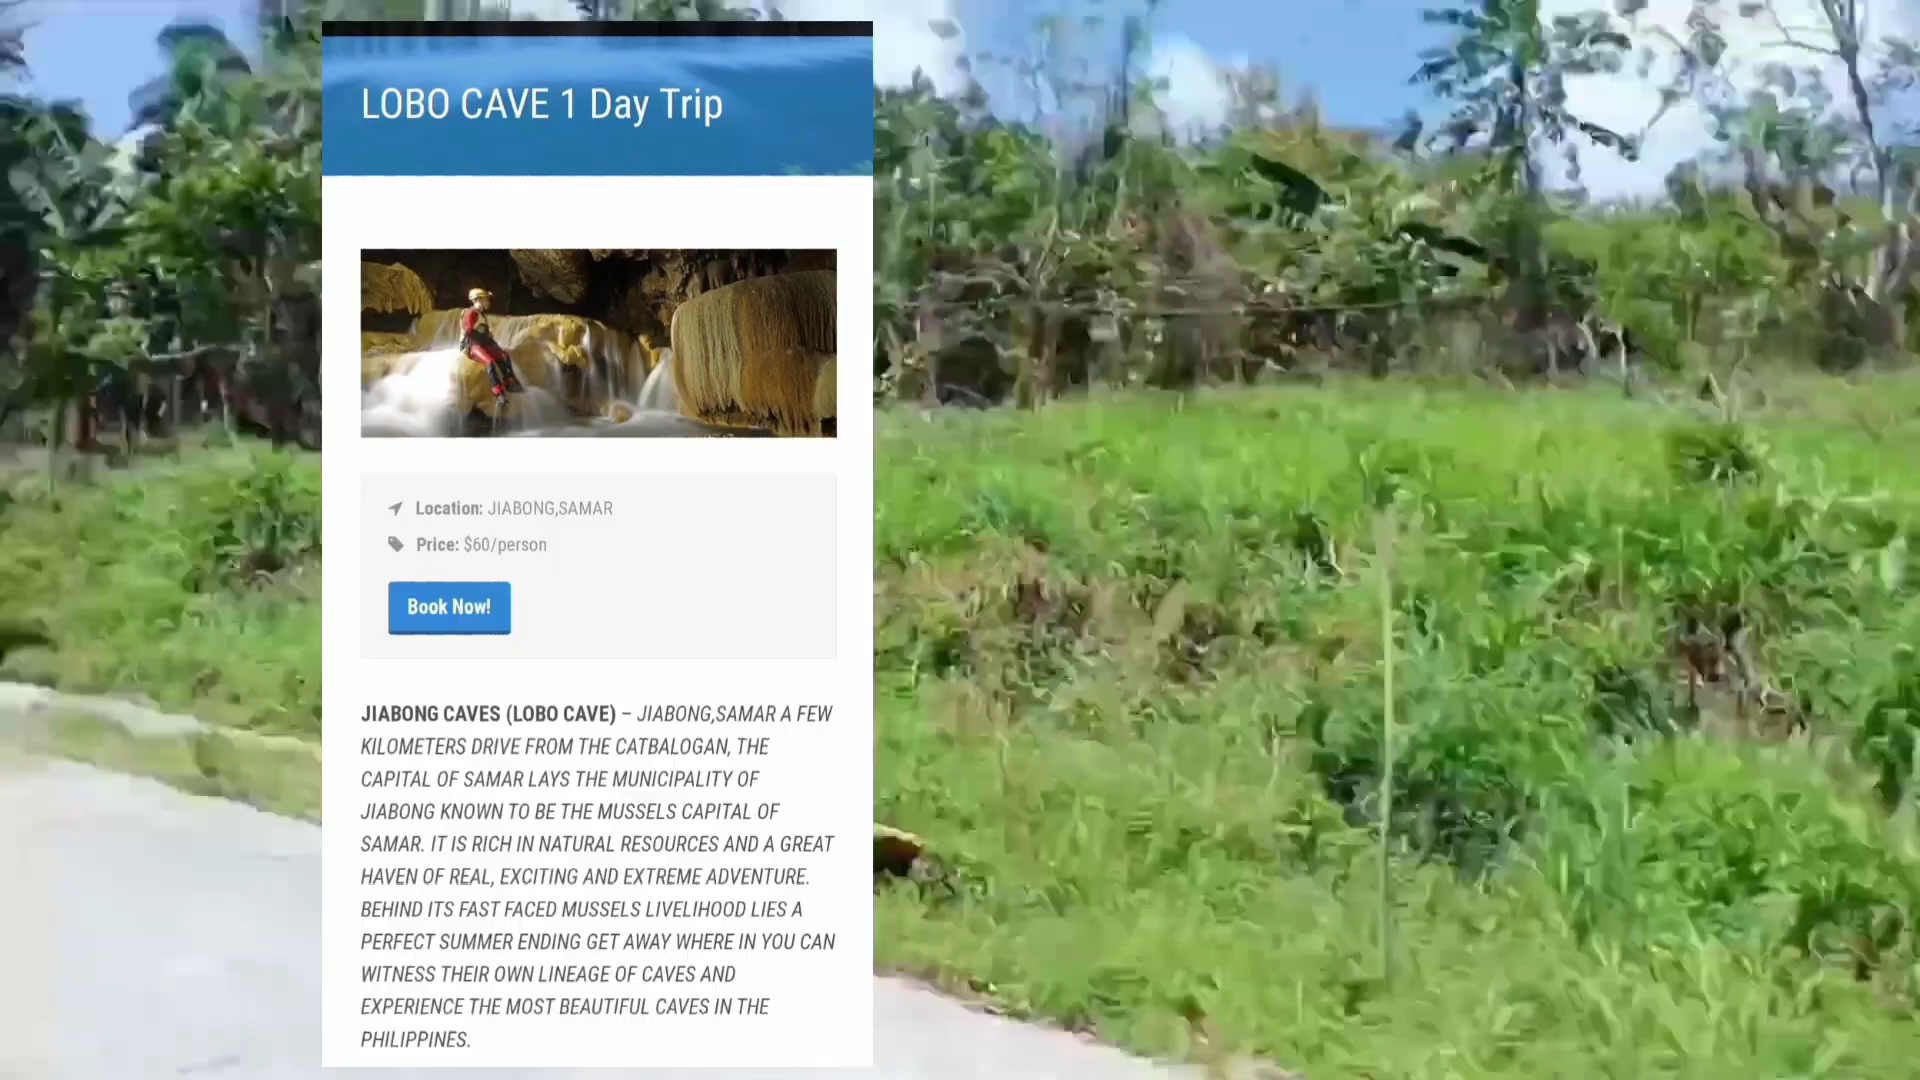 LOBO CAVE 1 Day Trip
Location: JIABONG,SAMAR
Price: $60/person
Book Now!
JIABONG CAVES (LOBO CAVE) – JIABONG,SAMAR A FEW
KILOMETERS DRIVE FROM THE CATBALOGAN, THE
CAPITAL OF SAMAR LAYS THE MUNICIPALITY OF
JIABONG KNOWN TO BE THE MUSSELS CAPITAL OF
SAMAR. IT IS RICH IN NATURAL RESOURCES AND A GREAT
HAVEN OF REAL, EXCITING AND EXTREME ADVENTURE.
BEHIND ITS FAST FACED MUSSELS LIVELIHOOD LIES A
PERFECT SUMMER ENDING GET AWAY WHERE IN YOU CAN
WITNESS THEIR OWN LINEAGE OF CAVES AND
EXPERIENCE THE MOST BEAUTIFUL CAVES IN THE
PHILIPPINES.